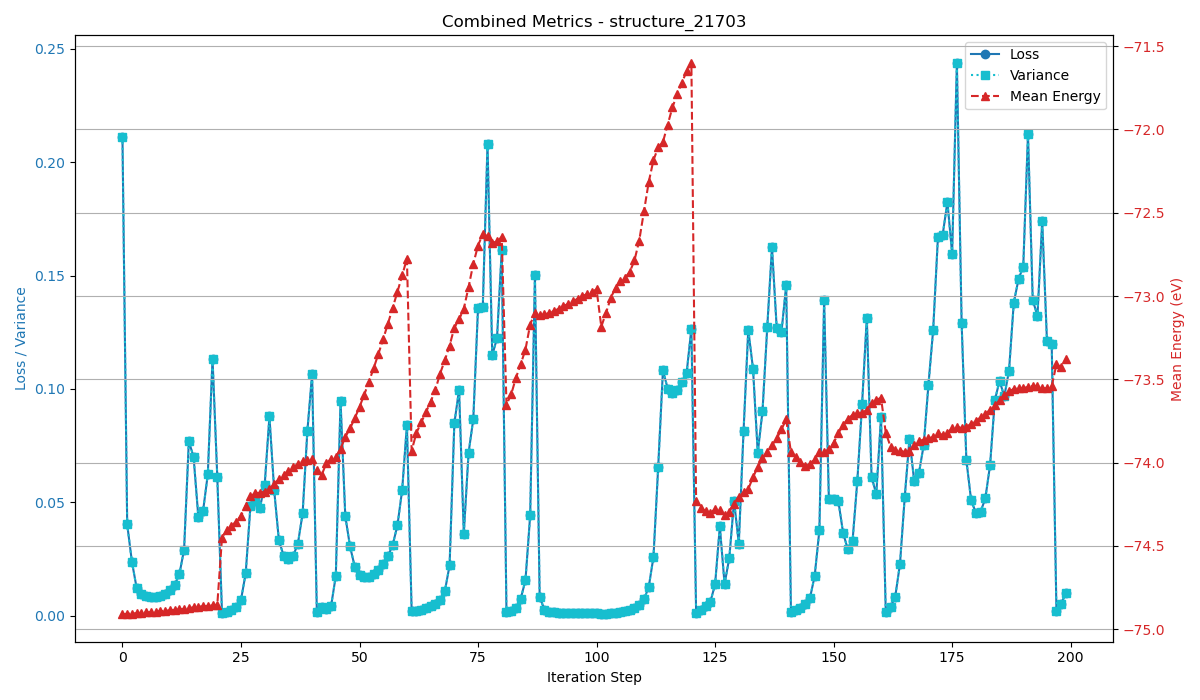 Combined Metrics - structure_21703
Loss
Variance
Mean Energy
Loss / Variance
0.25
0.20
0.15
0.10
0.05
0.00
−71.5
−72.0
−72.5
−73.0
−73.5
−74.0
−74.5
−75.0
Mean Energy (eV)
0 25 50 75 100 125 150 175 200
Iteration Step